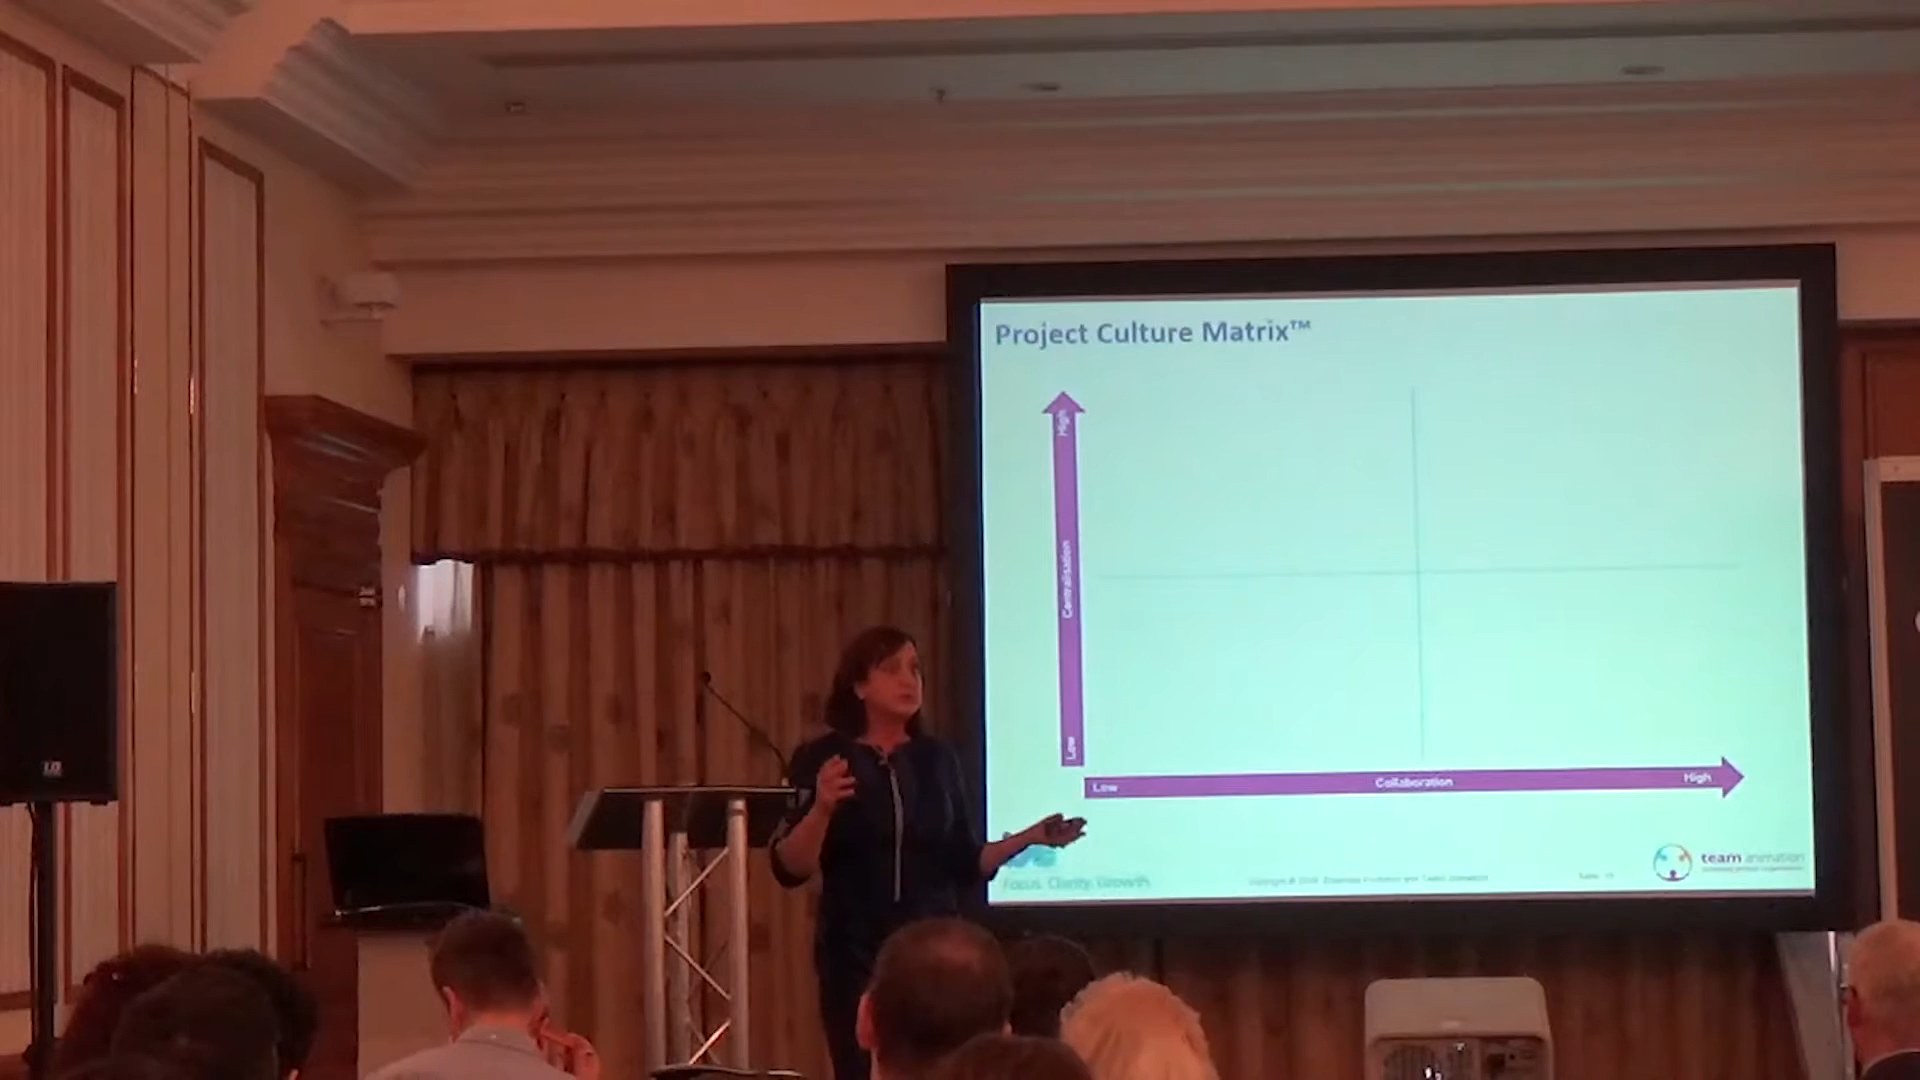 Project Culture Matrix™
High
Centralisation
Low
Low Collaboration High
Focus. Clarity. Growth.
team animation